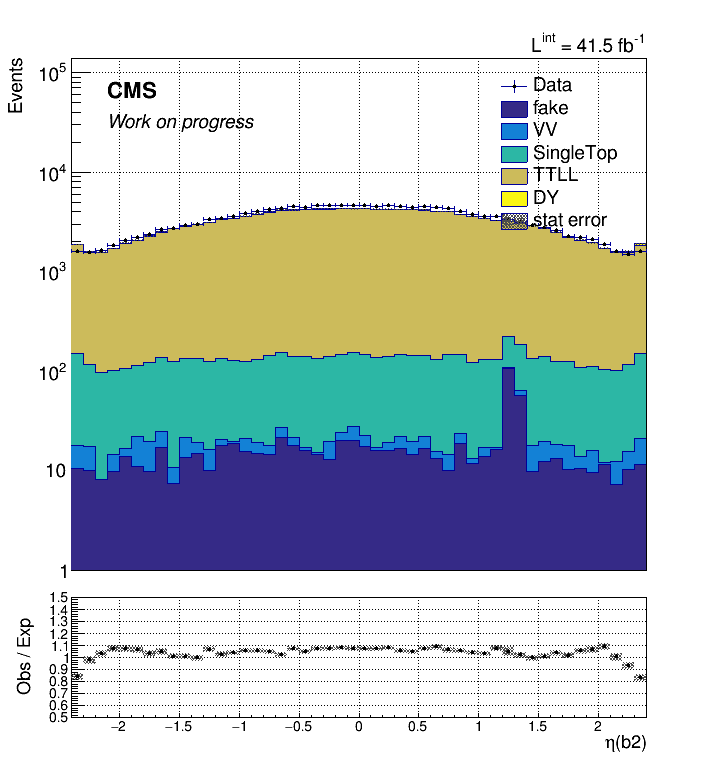 L^int = 41.5 fb^-1
Events
CMS
Work on progress
Data
fake
VV
SingleTop
TTLL
DY
stat error
10^5
10^4
10^3
10^2
10
1
Obs / Exp
1.5
1.4
1.3
1.2
1.1
1
0.9
0.8
0.7
0.6
0.5
−2 −1.5 −1 −0.5 0 0.5 1 1.5 2
η(b2)